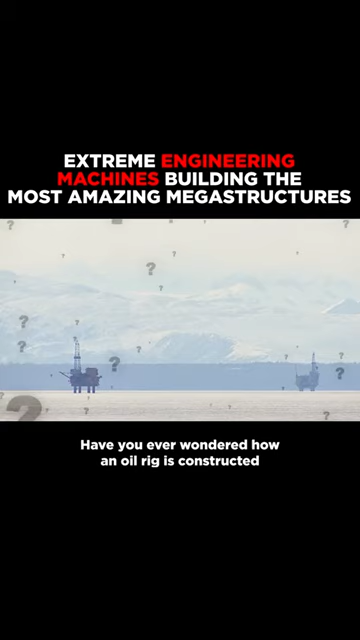 EXTREME ENGINEERING
MACHINES BUILDING THE
MOST AMAZING MEGASTRUCTURES
Have you ever wondered how
an oil rig is constructed